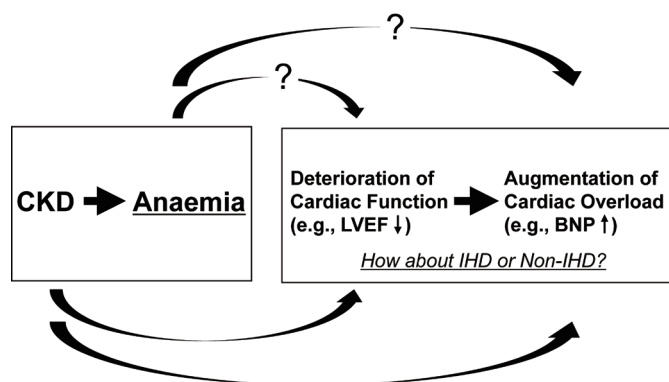 ?
?
CKD Anaemia
Deterioration of
Cardiac Function
(e.g., LVEF ↓)
Augmentation of
Cardiac Overload
(e.g., BNP ↑)
How about IHD or Non-IHD?